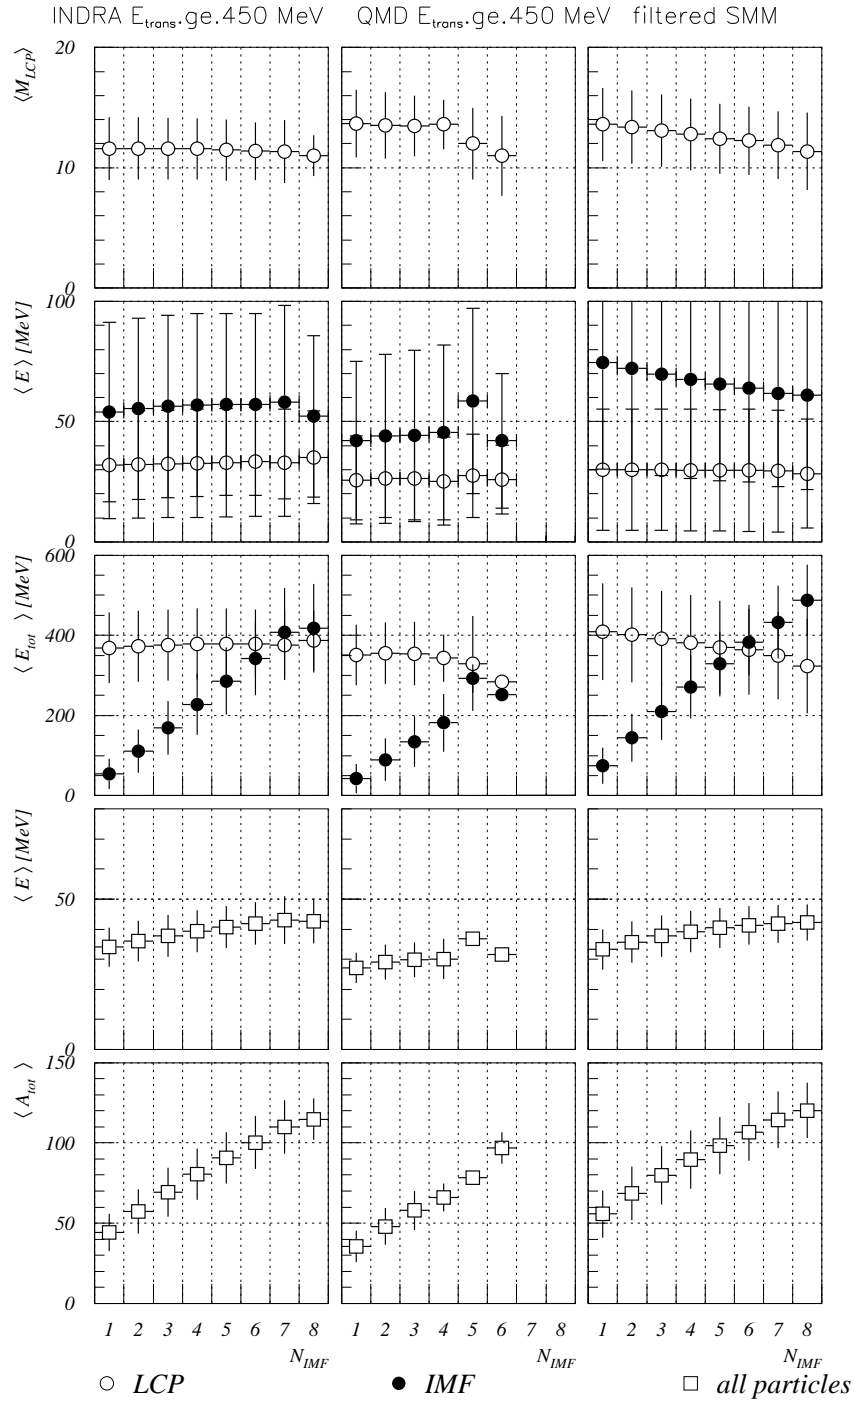 INDRA E_trans.ge.450 MeV QMD E_trans.ge.450 MeV filtered SMM
⟨M_LCP⟩
20
10
0
⟨E⟩ [MeV]
100
50
0
⟨E_tot⟩ [MeV]
600
400
200
0
⟨E⟩ [MeV]
50
0
⟨A_tot⟩
150
100
50
0
1 2 3 4 5 6 7 8 1 2 3 4 5 6 7 8 1 2 3 4 5 6 7 8
N_IMF N_IMF N_IMF
LCP IMF all particles